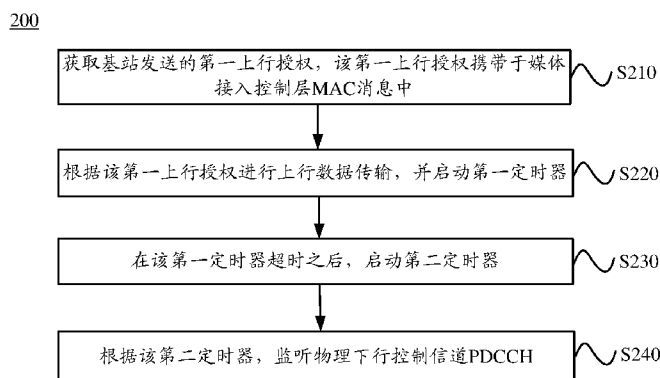 200
获取基站发送的第一上行授权，该第一上行授权携带于媒体
接入控制层MAC消息中
S210
根据该第一上行授权进行上行数据传输，并启动第一定时器
S220
在该第一定时器超时之后，启动第二定时器
S230
根据该第二定时器，监听物理下行控制信道PDCCH
S240